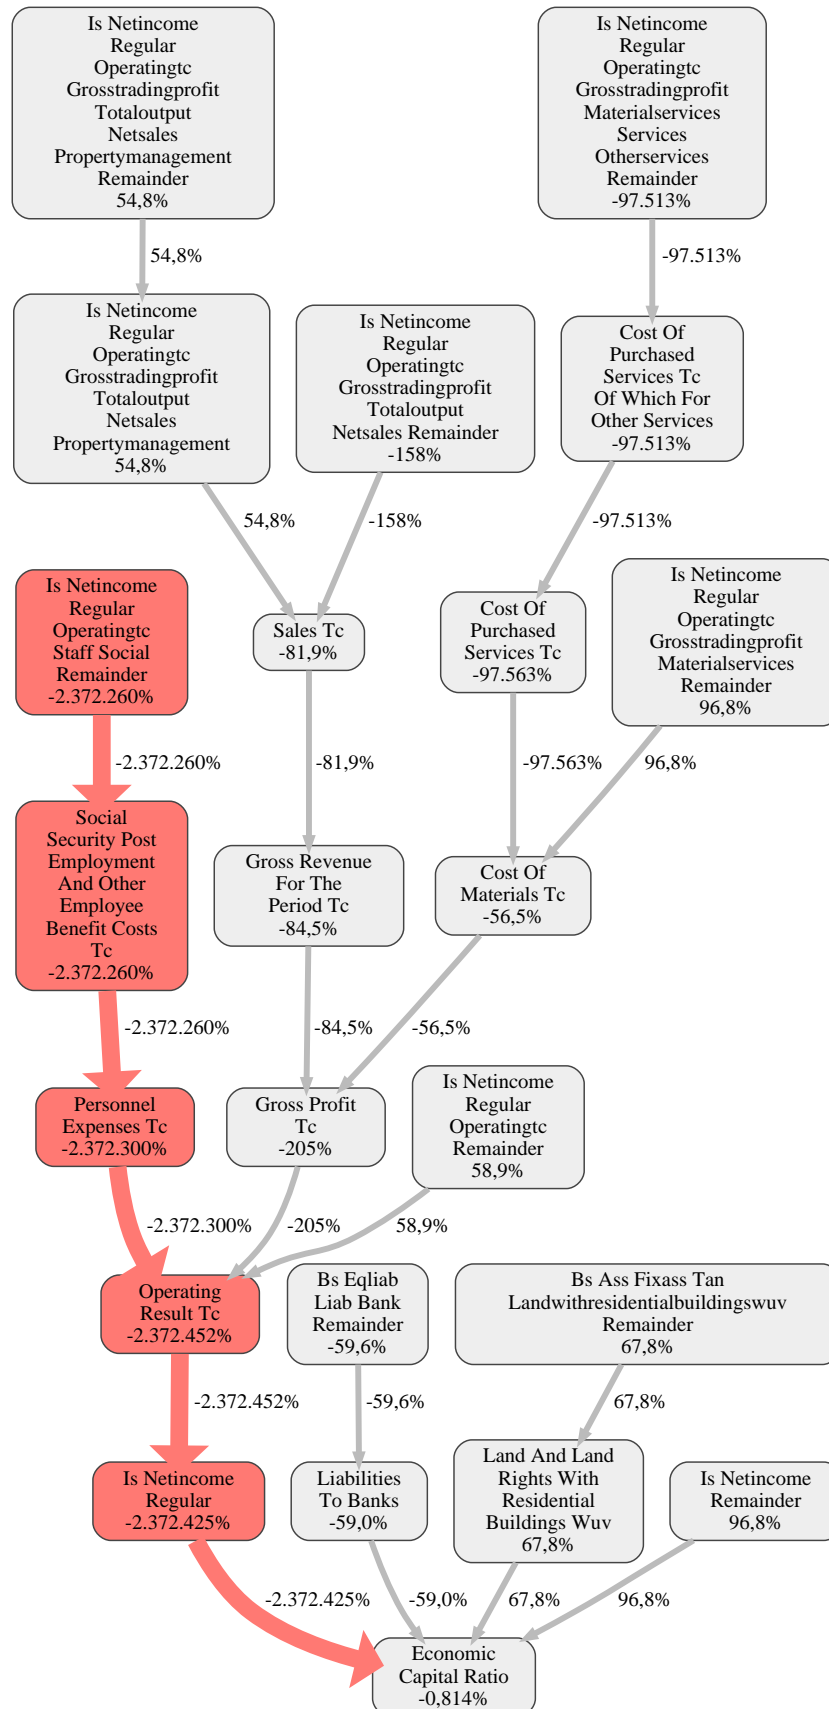 Is Netincome
Regular
Operatingtc
Grosstradingprofit
Totaloutput
Netsales
Propertymanagement
Remainder
54,8%
Is Netincome
Regular
Operatingtc
Grosstradingprofit
Materialservices
Services
Otherservices
Remainder
-97.513%
54,8%
-97.513%
Is Netincome
Regular
Operatingtc
Grosstradingprofit
Totaloutput
Netsales
Propertymanagement
54,8%
Is Netincome
Regular
Operatingtc
Grosstradingprofit
Totaloutput
Netsales Remainder
-158%
Cost Of
Purchased
Services Tc
Of Which For
Other Services
-97.513%
54,8%
-158%
-97.513%
Is Netincome
Regular
Operatingtc
Staff Social
Remainder
-2.372.260%
Sales Tc
-81,9%
Cost Of
Purchased
Services Tc
-97.563%
Is Netincome
Regular
Operatingtc
Grosstradingprofit
Materialservices
Remainder
96,8%
-2.372.260%
-81,9%
-97.563%
96,8%
Social
Security Post
Employment
And Other
Employee
Benefit Costs
Tc
-2.372.260%
Gross Revenue
For The
Period Tc
-84,5%
Cost Of
Materials Tc
-56,5%
-2.372.260%
-84,5%
-56,5%
Personnel
Expenses Tc
-2.372.300%
Gross Profit
Tc
-205%
Is Netincome
Regular
Operatingtc
Remainder
58,9%
-2.372.300%
-205%
58,9%
Operating
Result Tc
-2.372.452%
Bs Eqliab
Liab Bank
Remainder
-59,6%
Bs Ass Fixass Tan
Landwithresidentialbuildingswuv
Remainder
67,8%
-2.372.452%
-59,6%
67,8%
Is Netincome
Regular
-2.372.425%
Liabilities
To Banks
-59,0%
Land And Land
Rights With
Residential
Buildings Wuv
67,8%
Is Netincome
Remainder
96,8%
-2.372.425%
-59,0%
67,8%
96,8%
Economic
Capital Ratio
-0,814%